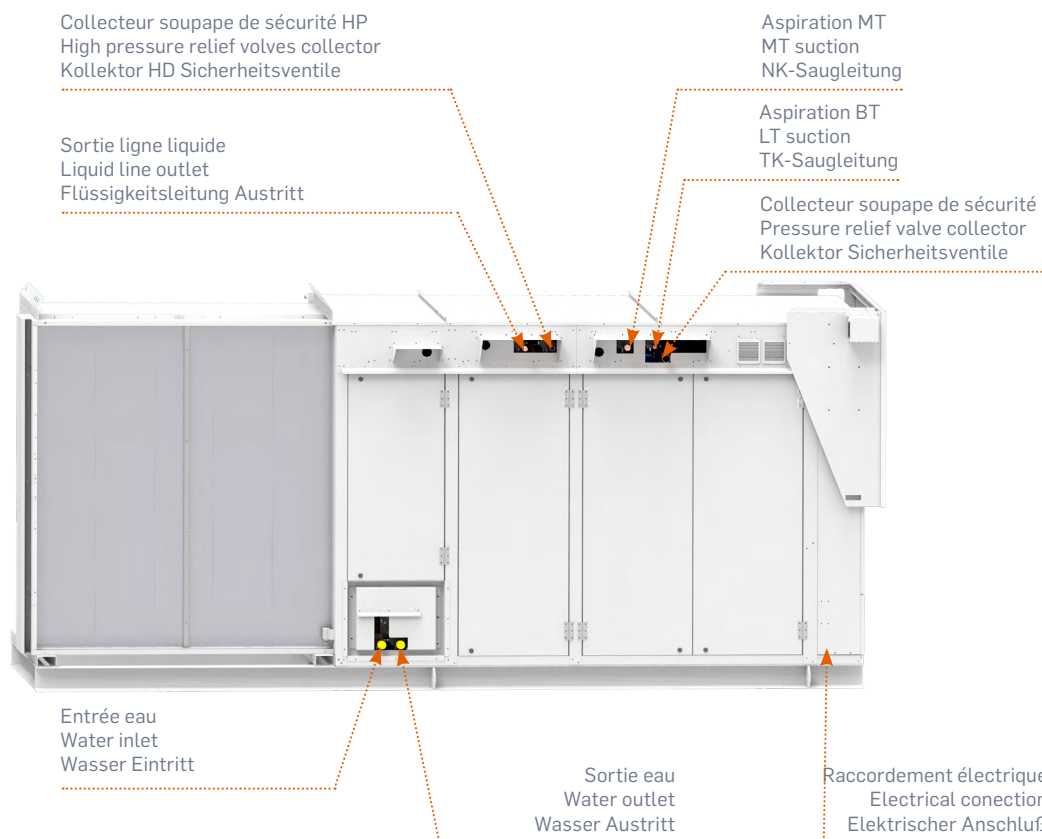 Collecteur soupape de sécurité HP
High pressure relief volves collector
Kollektor HD Sicherheitsventile
Aspiration MT
MT suction
NK-Saugleitung
Aspiration BT
LT suction
TK-Saugleitung
Sortie ligne liquide
Liquid line outlet
Flüssigkeitsleitung Austritt
Collecteur soupape de sécurité
Pressure relief valve collector
Kollektor Sicherheitsventile
Entrée eau
Water inlet
Wasser Eintritt
Sortie eau
Water outlet
Wasser Austritt
Raccordement électrique
Electrical conection
Elektrischer Anschluß